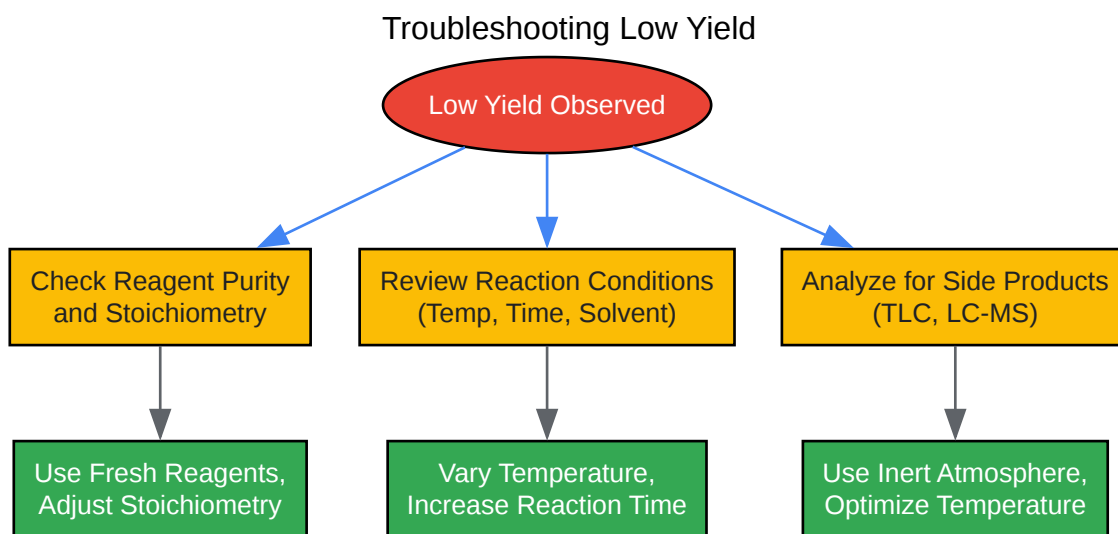 Troubleshooting Low Yield
Low Yield Observed
Check Reagent Purity
and Stoichiometry
Review Reaction Conditions
(Temp, Time, Solvent)
Analyze for Side Products
(TLC, LC-MS)
Use Fresh Reagents,
Adjust Stoichiometry
Vary Temperature,
Increase Reaction Time
Use Inert Atmosphere,
Optimize Temperature